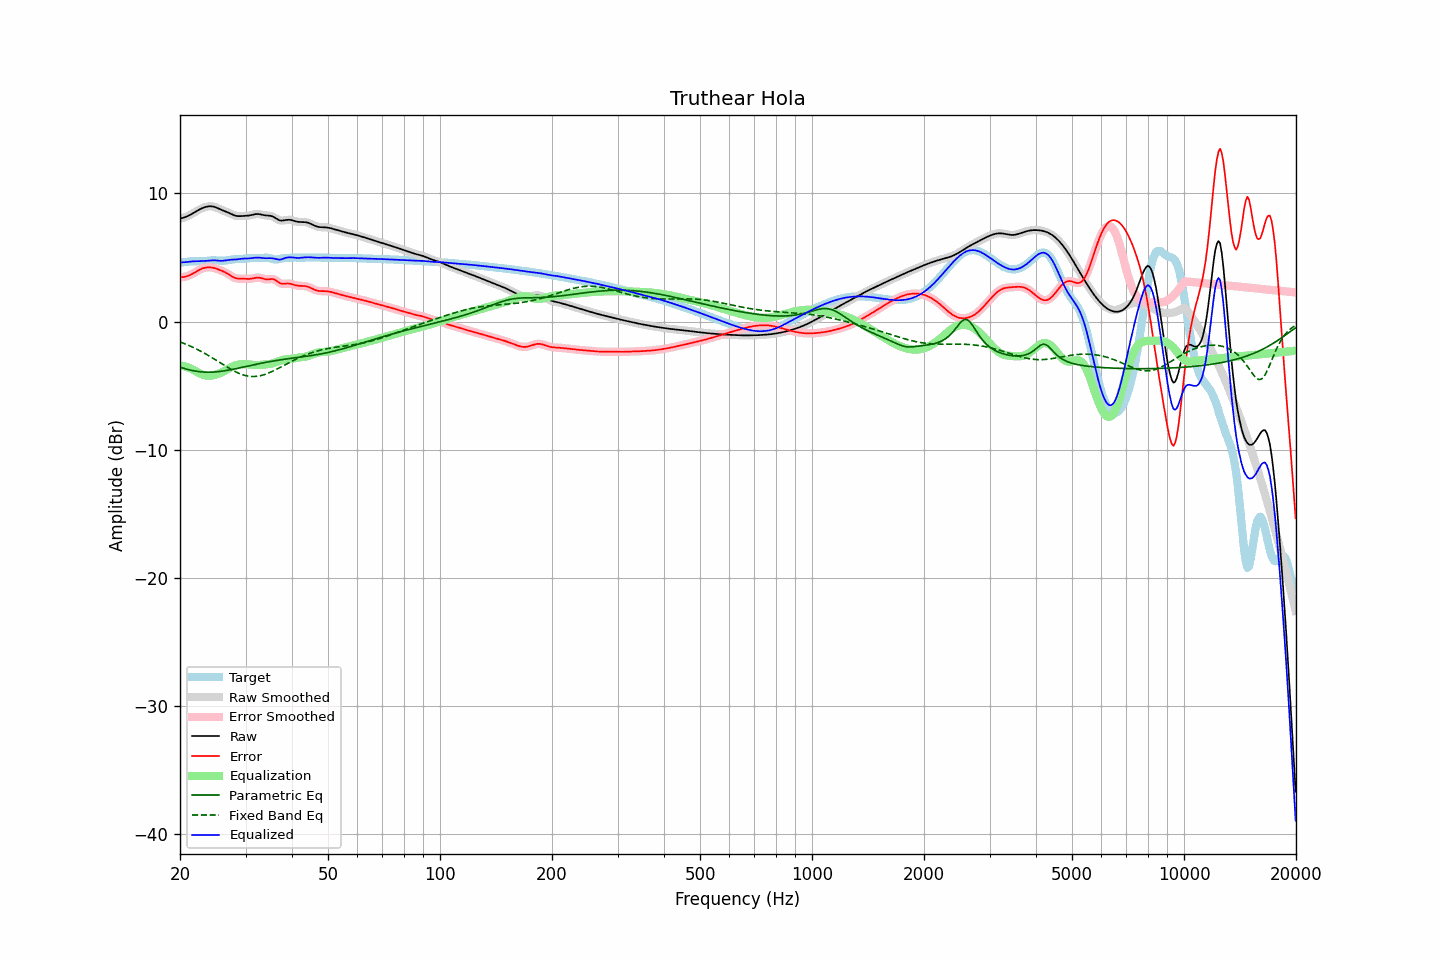 Truthear Hola
Amplitude (dBr)
10
0
−10
−20
−30
−40
Target
Raw Smoothed
Error Smoothed
Raw
Error
Equalization
Parametric Eq
Fixed Band Eq
Equalized
20 50 100 200 500 1000 2000 5000 10000 20000
Frequency (Hz)